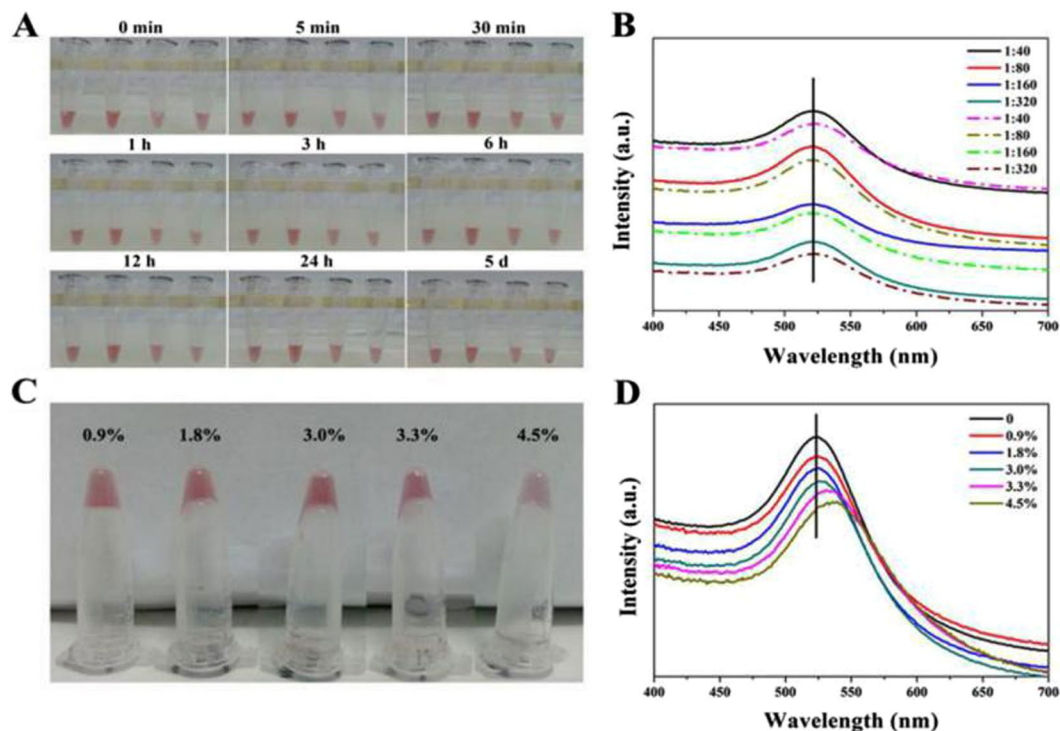 A
0 min
5 min
30 min
1 h
3 h
6 h
12 h
24 h
5 d
B
1:40
1:80
1:160
1:320
1:40
1:80
1:160
1:320
Intensity (a.u.)
400
450
500
550
600
650
700
Wavelength (nm)
C
0.9%
1.8%
3.0%
3.3%
4.5%
D
0
0.9%
1.8%
3.0%
3.3%
4.5%
Intensity (a.u.)
400
450
500
550
600
650
700
Wavelength (nm)